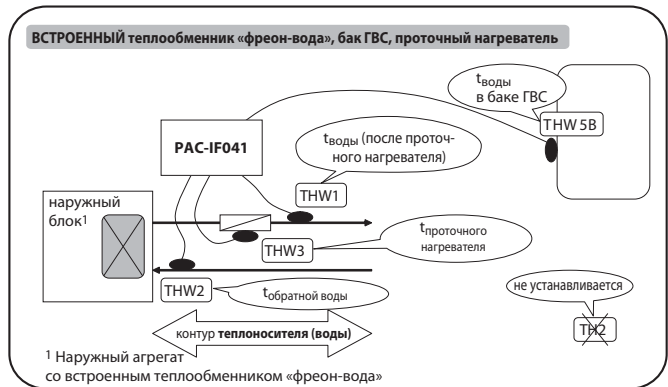 ВСТРОЕННЫЙ теплообменник «фреон-вода», бак ГВС, проточный нагреватель
tводы
в баке ГВС
THW 5B
PAC-IF041
tводы (после проточ-
ного нагревателя)
THW1
наружный
блок1
tпроточного
нагревателя
THW3
THW2
tобратной воды
не устанавливается
TH2
контур теплоносителя (воды)
1 Наружный агрегат
со встроенным теплообменником «фреон-вода»